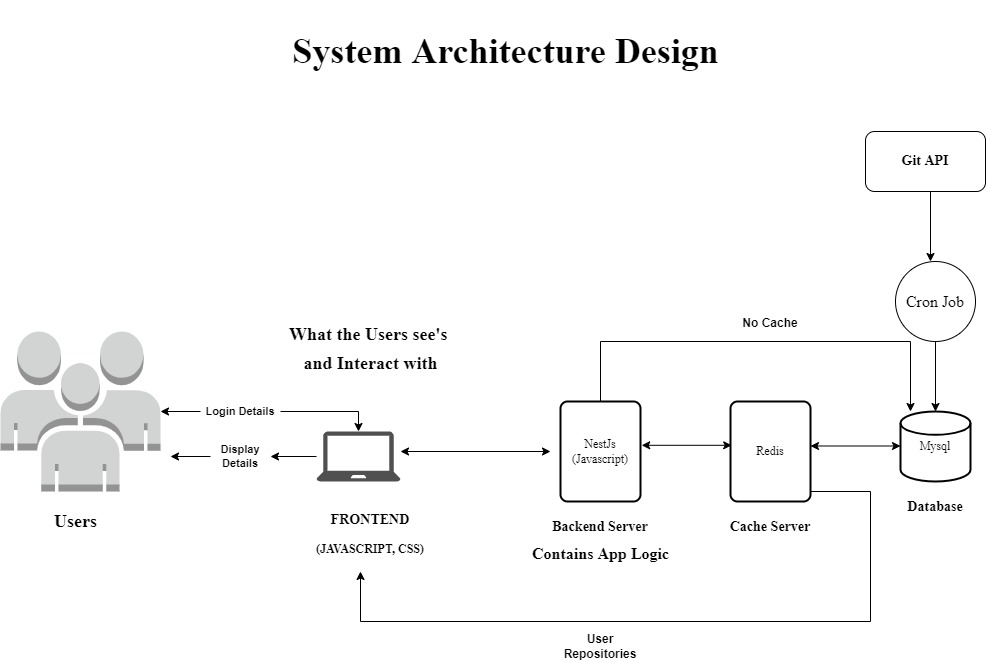 System Architecture Design
Git API
Cron Job
No Cache
What the Users see's
and Interact with
Login Details
Display
Details
NestJs
(Javascript)
Redis
Mysql
Users
FRONTEND
(JAVASCRIPT, CSS)
Backend Server
Contains App Logic
Cache Server
Database
User
Repositories